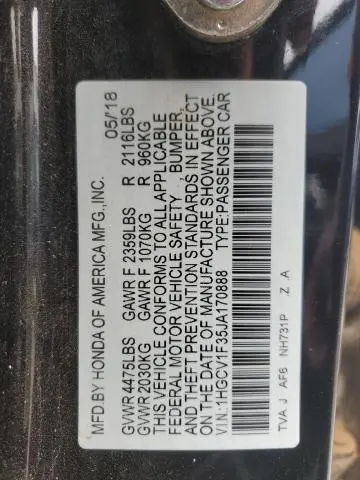 MFD.BY HONDA OF AMERICA MFG.,INC. 05/18
GVWR 4475LBS GAWR F 2359LBS R 2116LBS
GVWR 2030KG GAWR F 1070KG R 960KG
THIS VEHICLE CONFORMS TO ALL APPLICABLE
FEDERAL MOTOR VEHICLE SAFETY BUMPER,
AND THEFT PREVENTION STANDARDS IN EFFECT
ON THE DATE OF MANUFACTURE SHOWN ABOVE.
V.I.N.:1HGCV1F35JA170888 TYPE:PASSENGER CAR
TVA J AF6 NH731P Z A